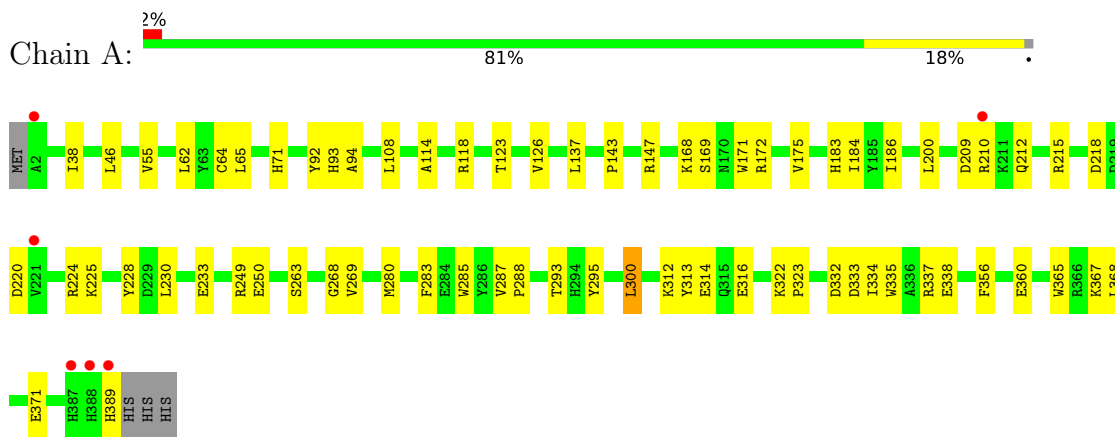 2%
Chain A:
81% 18% •
MET A2 I38 L46 V55 L62 Y63 C64 L65 H71 Y92 H93 A94 L108 A114 R118 T123 V126 L137 P143 R147 K168 S169 N170 W171 R172 V175 H183 I184 Y185 I186 L200 D209 R210 K211 Q212 R215 D218 D219
D220 V221 R224 K225 Y228 D229 L230 E233 R249 E250 S263 G268 V269 M280 F283 E284 W285 Y286 V287 P288 T293 H294 Y295 L300 K312 Y313 E314 Q315 E316 K322 P323 D332 D333 I334 W335 A336 R337 E338 F356 E360 W365 R366 K367 L368
E371 H387 H388 H389 HIS HIS HIS